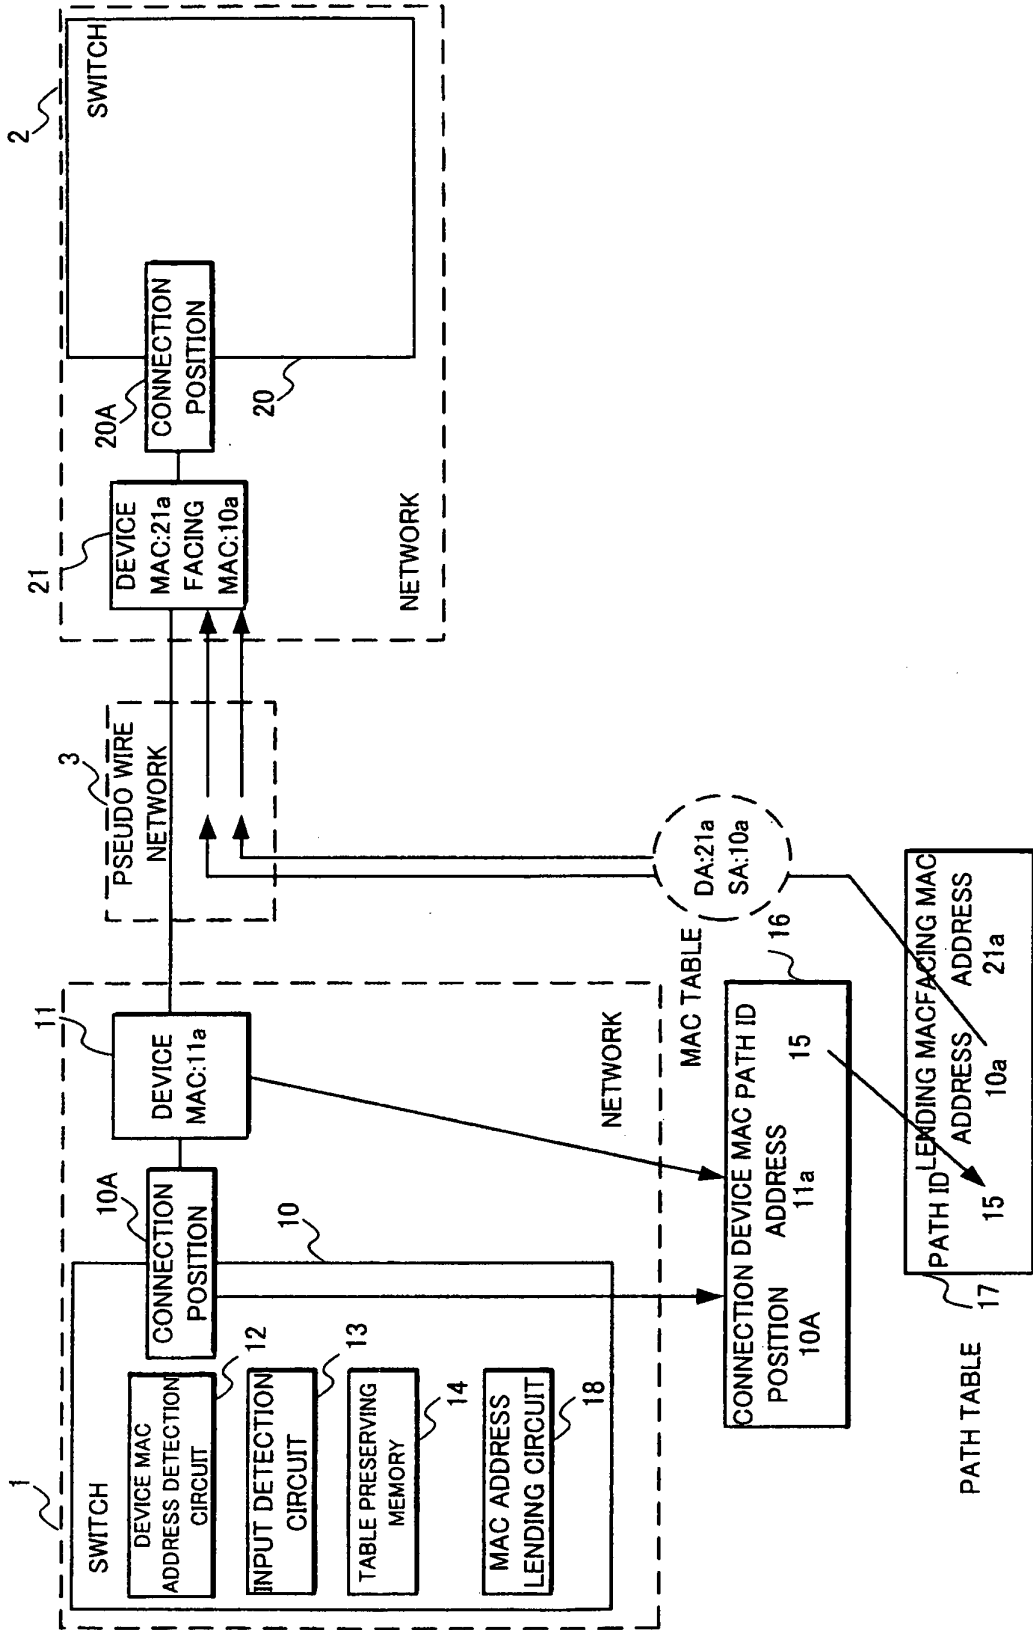 1
SWITCH
DEVICE MAC
ADDRESS DETECTION
CIRCUIT
12
INPUT DETECTION
CIRCUIT
13
TABLE PRESERVING
MEMORY
14
MAC ADDRESS
LENDING CIRCUIT
18
CONNECTION
POSITION
10A
10
11
DEVICE
MAC:11a
NETWORK
3
PSEUDO WIRE
NETWORK
2
SWITCH
CONNECTION
POSITION
20A
20
21
DEVICE
MAC:21a
FACING
MAC:10a
NETWORK
DA:21a
SA:10a
MAC TABLE
16
CONNECTION DEVICE MAC PATH ID
POSITION ADDRESS
10A 11a 15
PATH TABLE
17
PATH ID LENDING MAC FACING MAC
ADDRESS ADDRESS
15 10a 21a